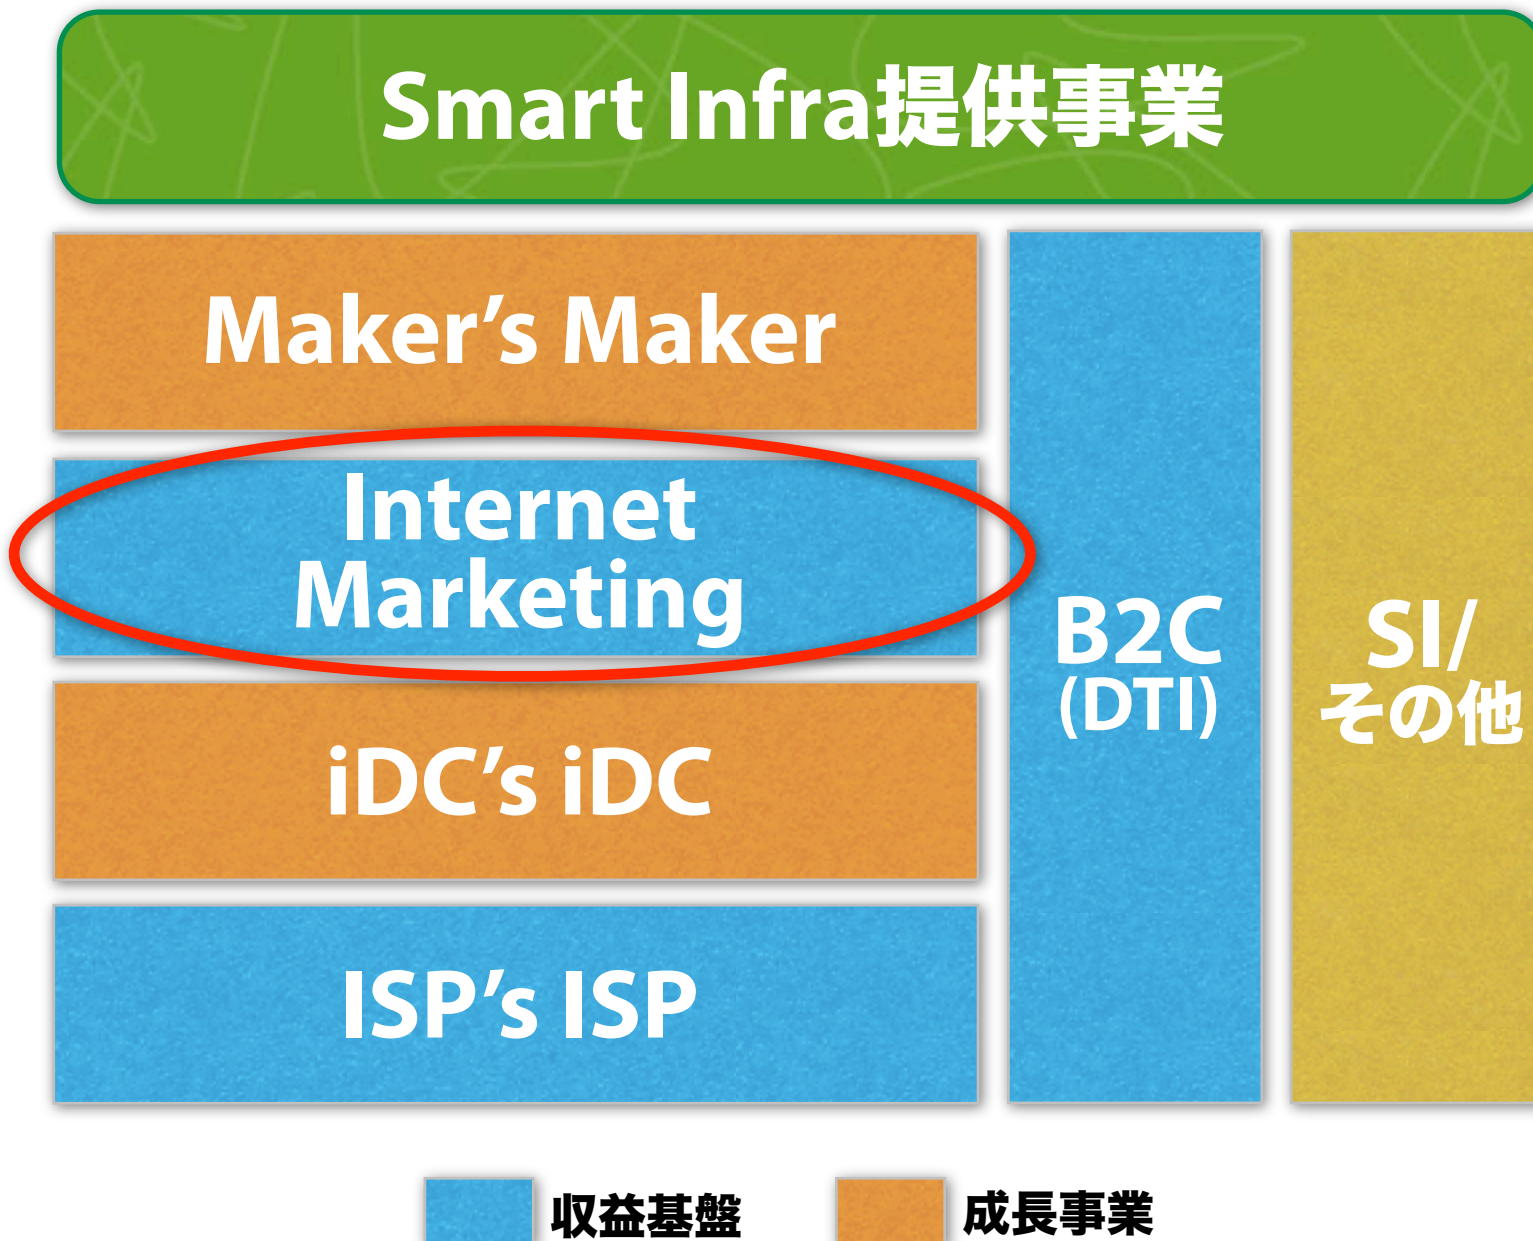 Smart Infra提供事業
Maker’s Maker
Internet
Marketing
iDC’s iDC
ISP’s ISP
B2C
(DTI)
SI/
その他
収益基盤
成長事業